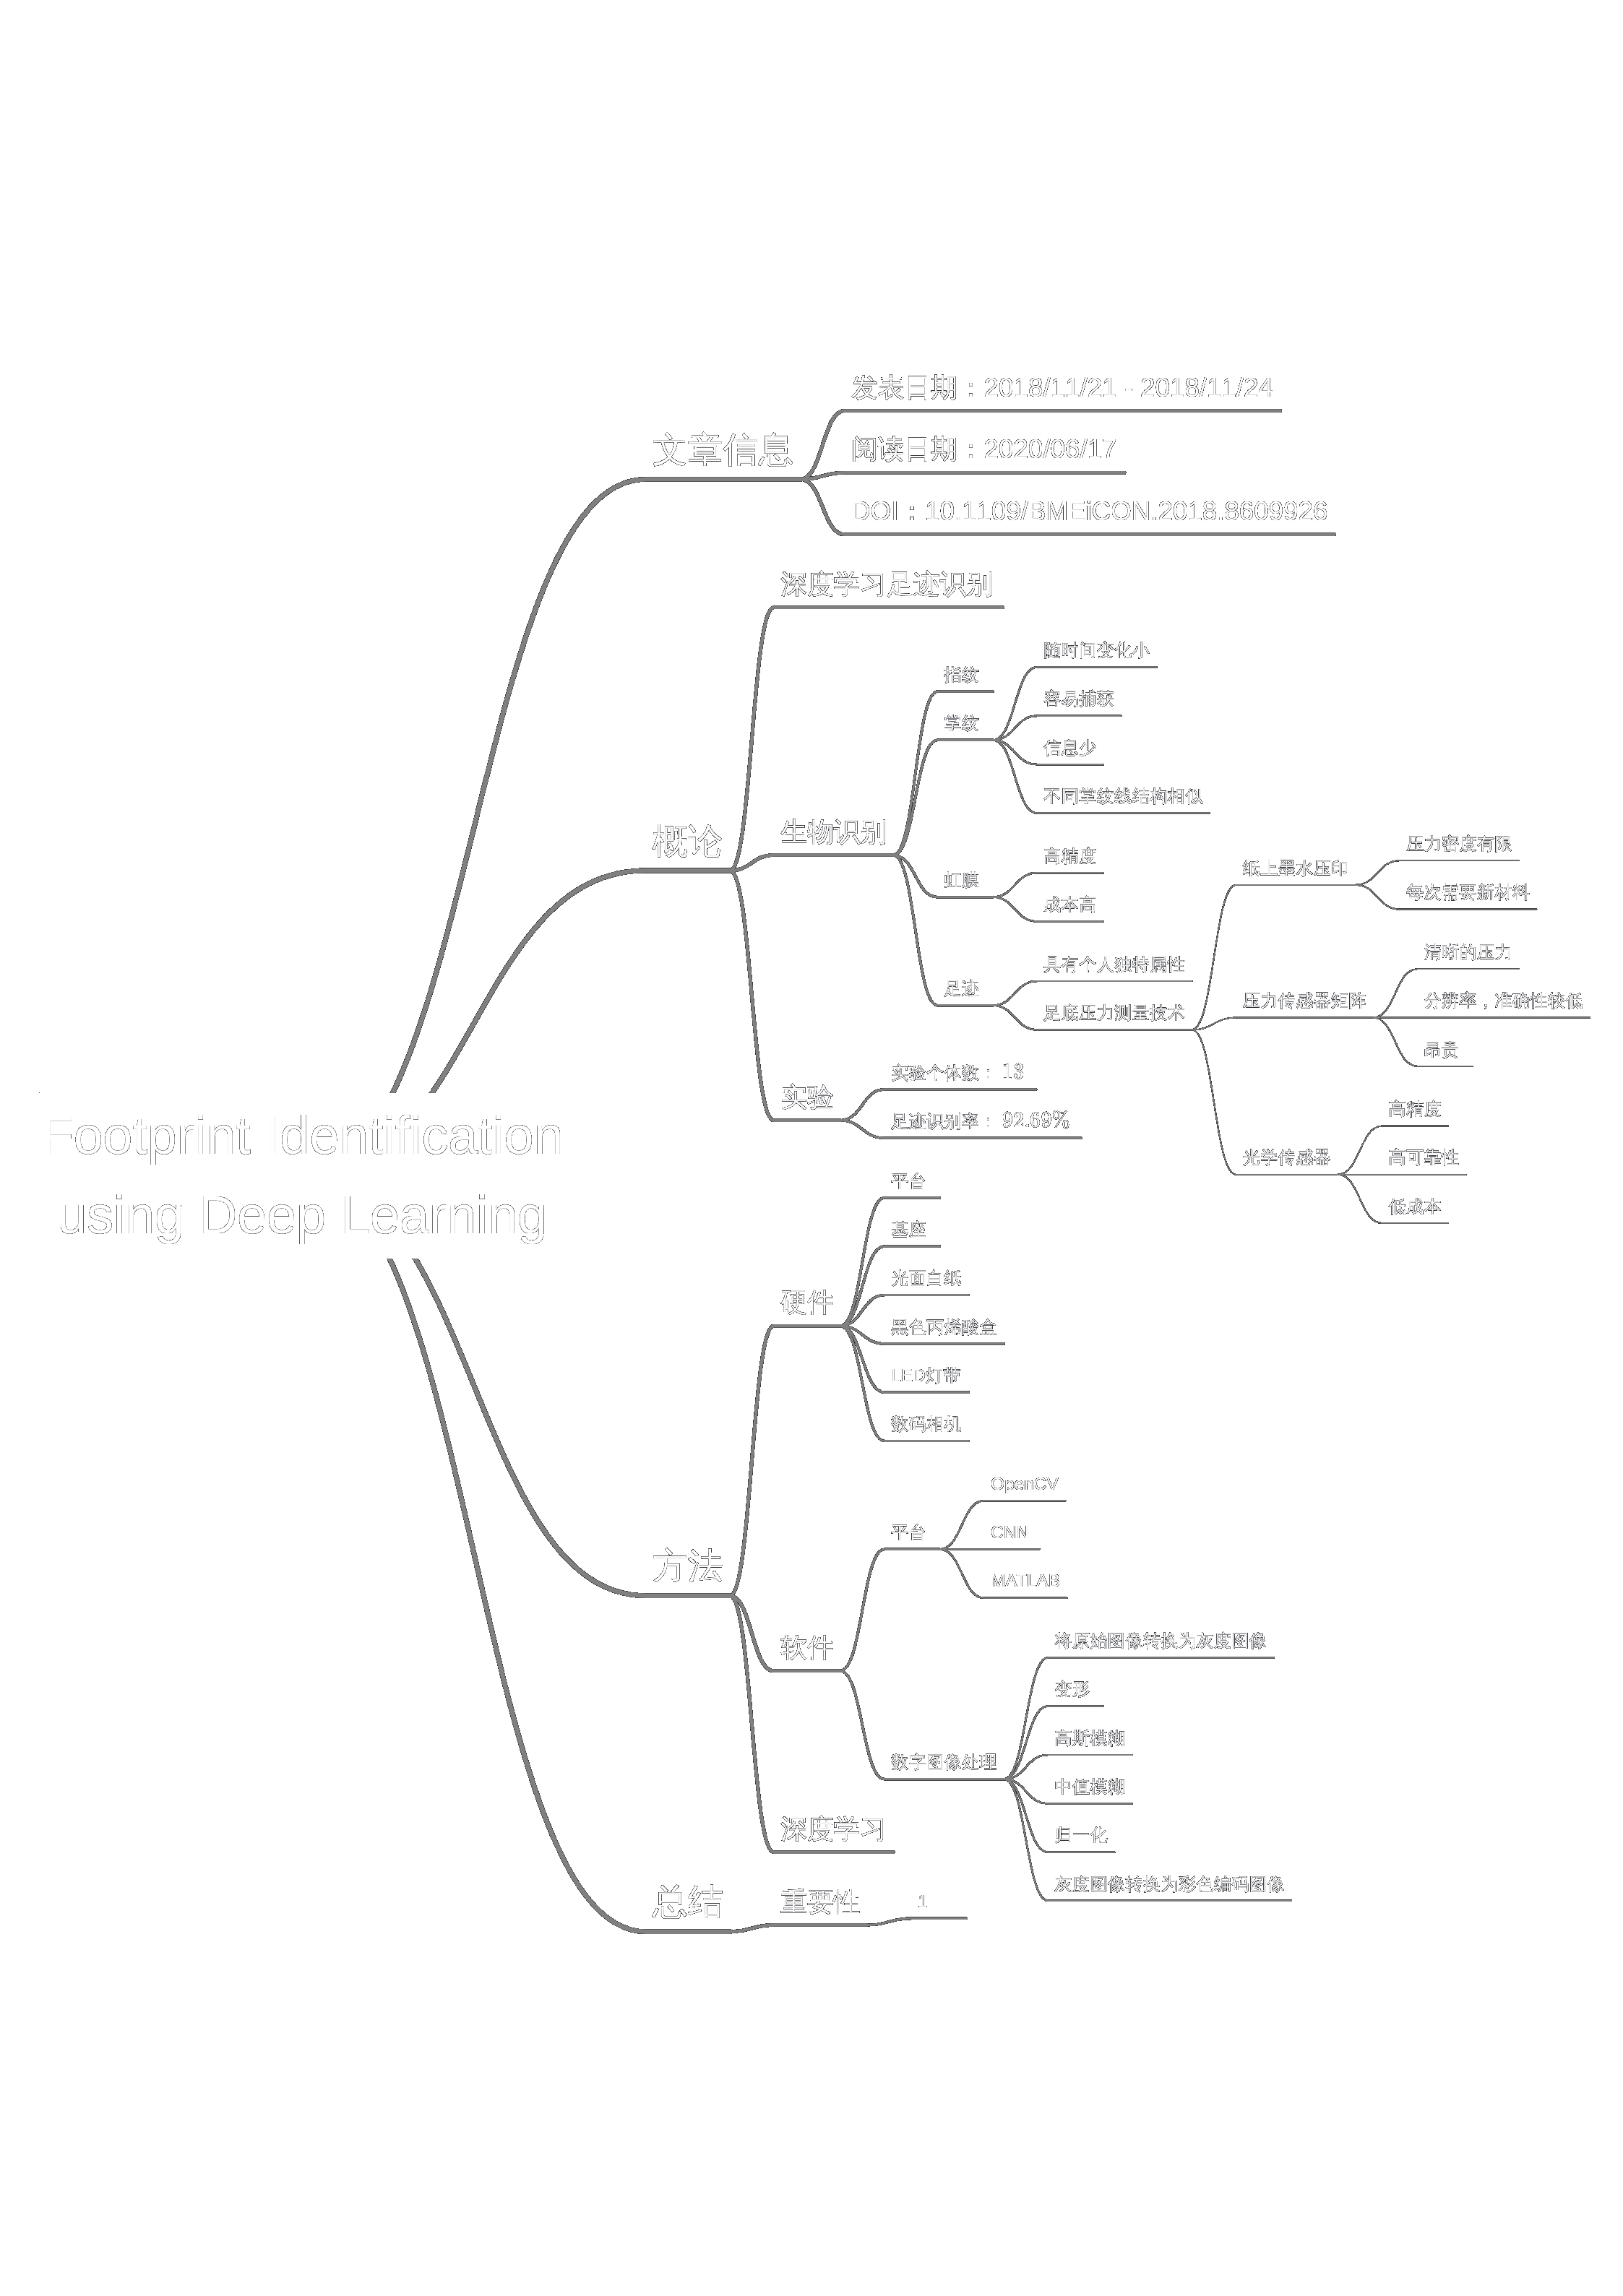 Footprint Identification
using Deep Learning
文章信息
发表日期：2018/11/21 - 2018/11/24
阅读日期：2020/06/17
DOI：10.1109/BMEiCON.2018.8609926
概论
深度学习足迹识别
生物识别
指纹
掌纹
随时间变化小
容易捕获
信息少
不同掌纹线结构相似
虹膜
高精度
成本高
足迹
具有个人独特属性
足底压力测量技术
纸上墨水压印
压力密度有限
每次需要新材料
压力传感器矩阵
清晰的压力
分辨率，准确性较低
昂贵
光学传感器
高精度
高可靠性
低成本
实验
实验个体数： 13
足迹识别率： 92.69%
方法
硬件
平台
基座
光面白纸
黑色丙烯酸盒
LED灯带
数码相机
软件
平台
OpenCV
CNN
MATLAB
数字图像处理
将原始图像转换为灰度图像
变形
高斯模糊
中值模糊
归一化
灰度图像转换为彩色编码图像
深度学习
总结
重要性
1